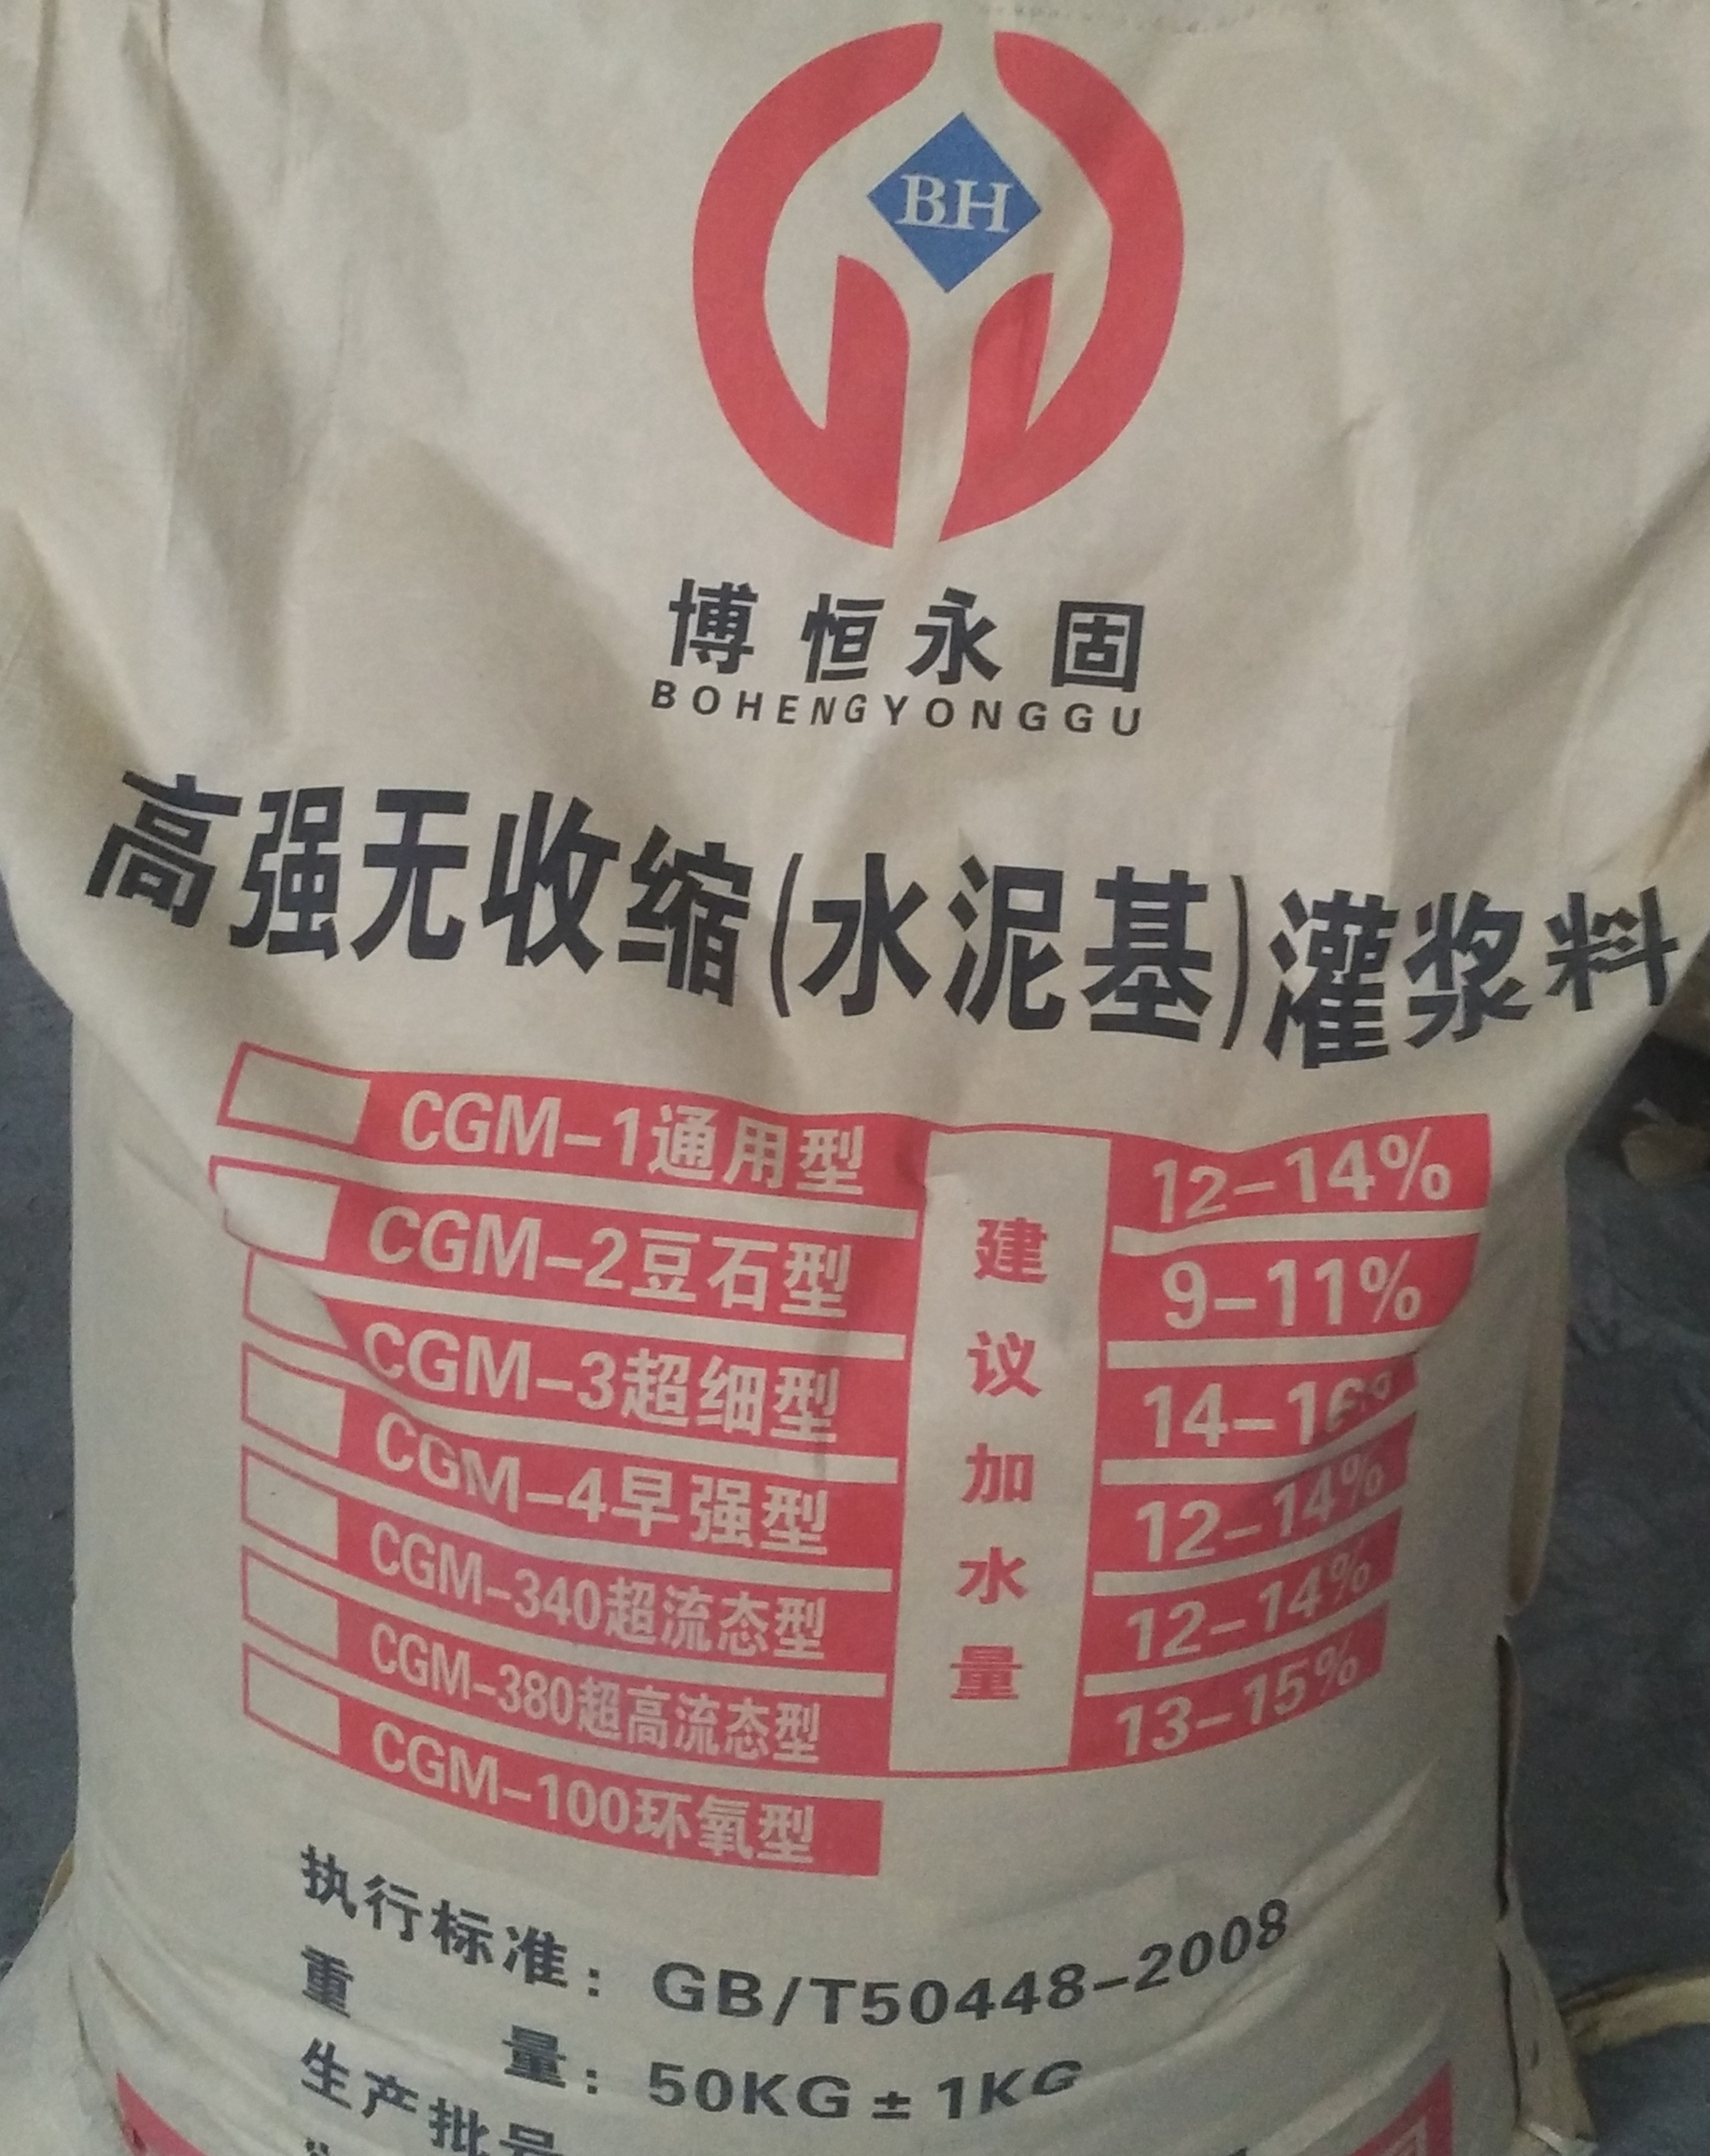 BH
博恒永固
BOHENGYONGGU
高强无收缩(水泥基)灌浆料
CGM-1通用型 12-14%
CGM-2豆石型 9-11%
CGM-3超细型 14-16%
CGM-4早强型 12-14%
CGM-340超流态型 12-14%
CGM-380超高流态型 13-15%
CGM-100环氧型
建议加水量
执行标准：GB/T50448-2008
重量：50KG±1KG
生产批号